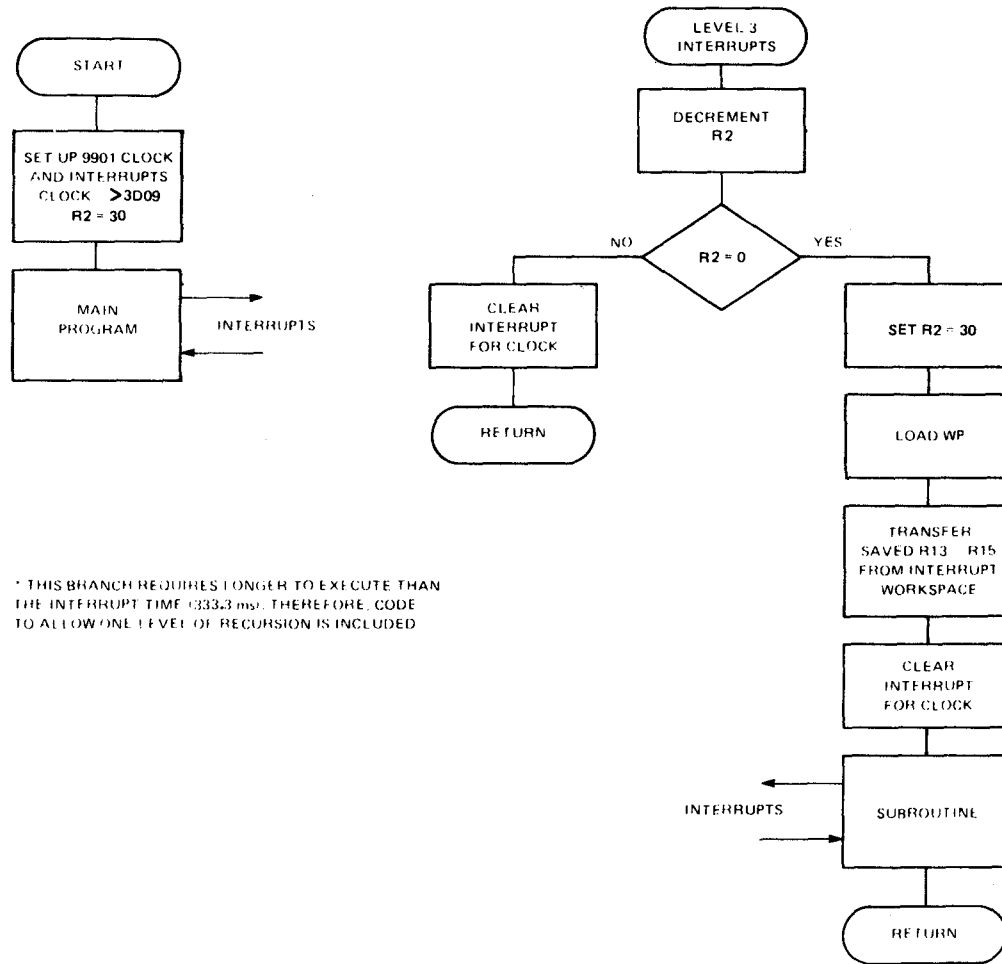 START
SET UP 9901 CLOCK
AND INTERRUPTS
CLOCK >3D09
R2 = 30
MAIN
PROGRAM
INTERRUPTS
LEVEL 3
INTERRUPTS
DECREMENT
R2
R2 = 0
NO
YES
CLEAR
INTERRUPT
FOR CLOCK
RETURN
SET R2 = 30
LOAD WP
TRANSFER
SAVED R13 R15
FROM INTERRUPT
WORKSPACE
CLEAR
INTERRUPT
FOR CLOCK
INTERRUPTS
SUBROUTINE
RETURN
* THIS BRANCH REQUIRES LONGER TO EXECUTE THAN
THE INTERRUPT TIME (333.3 ms). THEREFORE, CODE
TO ALLOW ONE LEVEL OF RECURSION IS INCLUDED